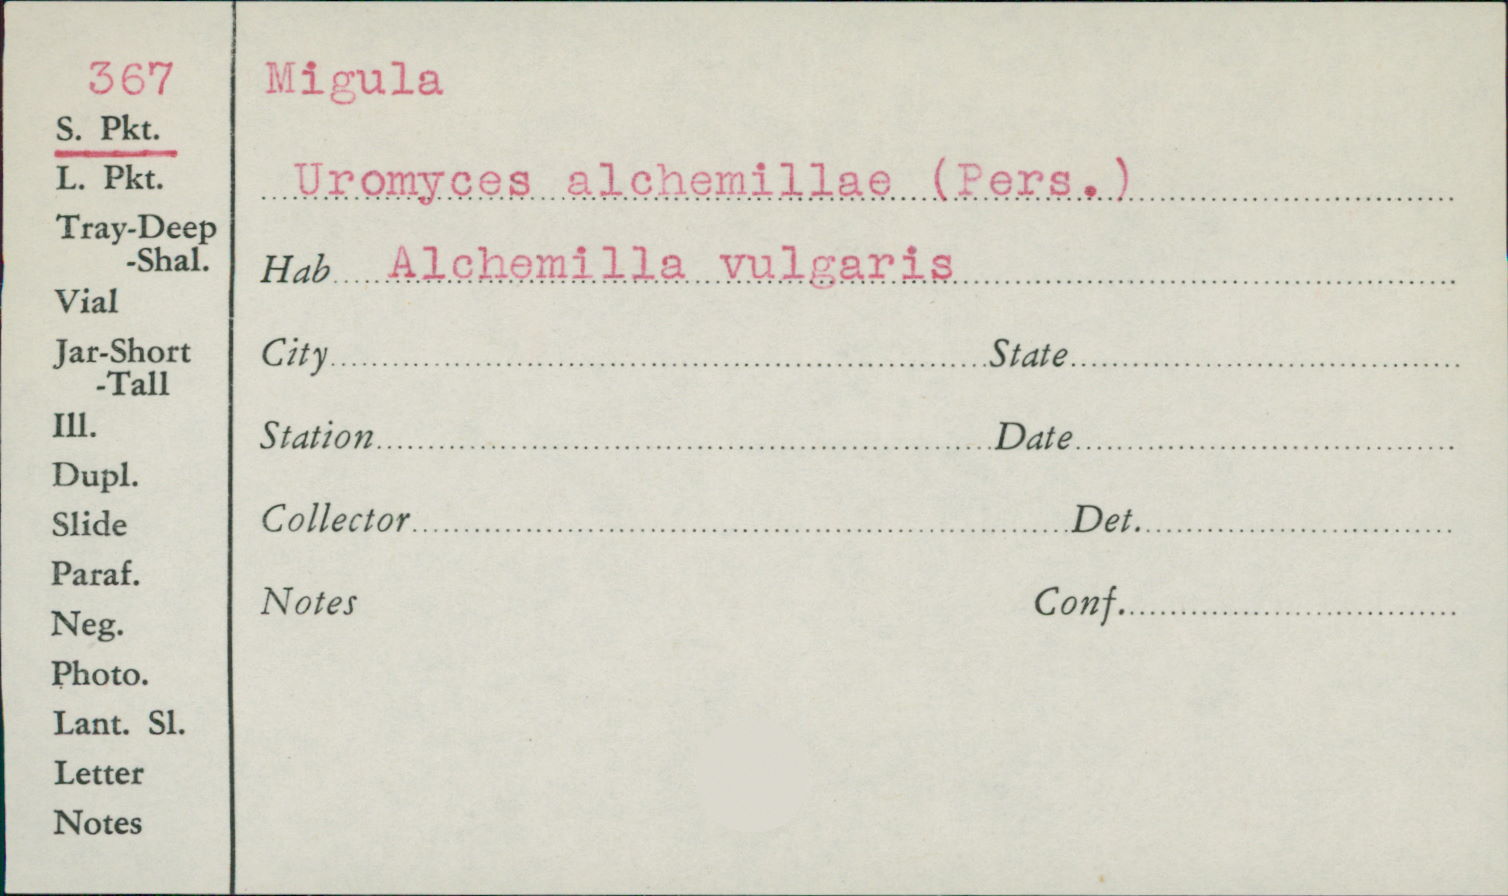 367
S. Pkt.
L. Pkt.
Tray-Deep
-Shal.
Vial
Jar-Short
-Tall
Ill.
Dupl.
Slide
Paraf.
Neg.
Photo.
Lant. Sl.
Letter
Notes
Migula
Uromyces alchemillae (Pers.)
Hab Alchemilla vulgaris
City State
Station Date
Collector Det.
Notes Conf.